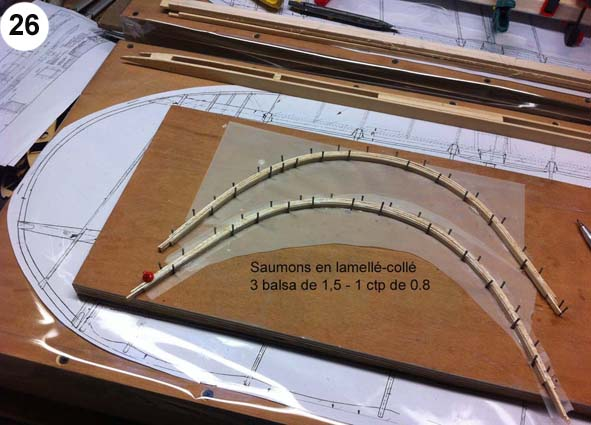 26
Saumons en lamellé-collé
3 balsa de 1,5 - 1 ctp de 0.8